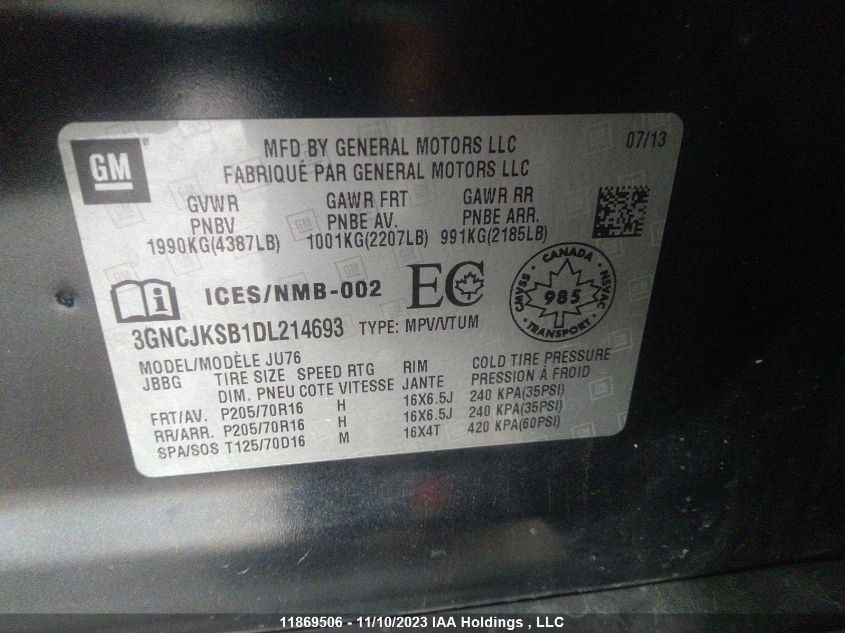 GM
MFD BY GENERAL MOTORS LLC 07/13
FABRIQUÉ PAR GENERAL MOTORS LLC
GVWR GAWR FRT GAWR RR
PNBV PNBE AV. PNBE ARR.
1990KG(4387LB) 1001KG(2207LB) 991KG(2185LB)
ICES/NMB-002 EC
CANADA
CMVSS 985 NSVAC
3GNCJKSB1DL214693 TYPE: MPV/VTUM
MODEL/MODÈLE JU76
JBBG TIRE SIZE SPEED RTG RIM COLD TIRE PRESSURE
DIM. PNEU COTE VITESSE JANTE PRESSION À FROID
FRT/AV. P205/70R16 H 16X6.5J 240 KPA(35PSI)
RR/ARR. P205/70R16 H 16X6.5J 240 KPA(35PSI)
SPA/SOS T125/70D16 M 16X4T 420 KPA(60PSI)
11869506 - 11/10/2023 IAA Holdings , LLC